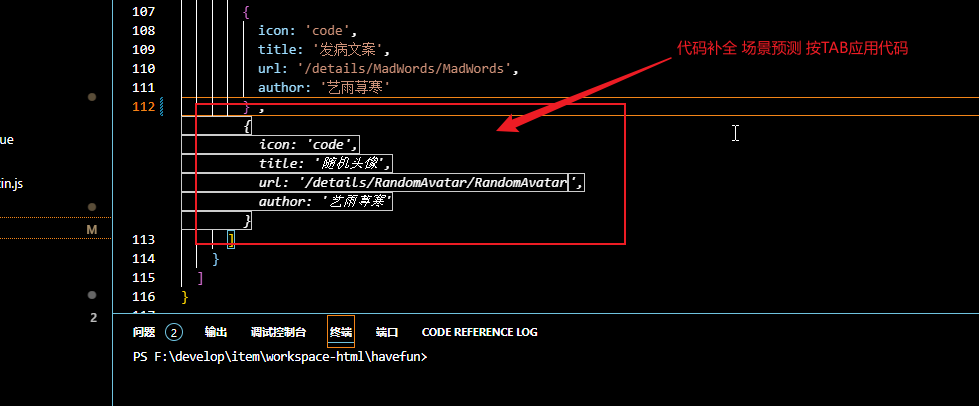 107 {
108 icon: 'code',
109 title: '发病文案',
110 url: '/details/MadWords/MadWords',
111 author: '艺雨荨寒'
代码补全 场景预测 按TAB应用代码
112 } ,
{
icon: 'code',
title: '随机头像',
url: '/details/RandomAvatar/RandomAvatar',
author: '艺雨荨寒'
}
113 ]
114 }
115 ]
116 }
ue
in.js
M
2
问题 2 输出 调试控制台 终端 端口 CODE REFERENCE LOG
PS F:\develop\item\workspace-html\havefun>